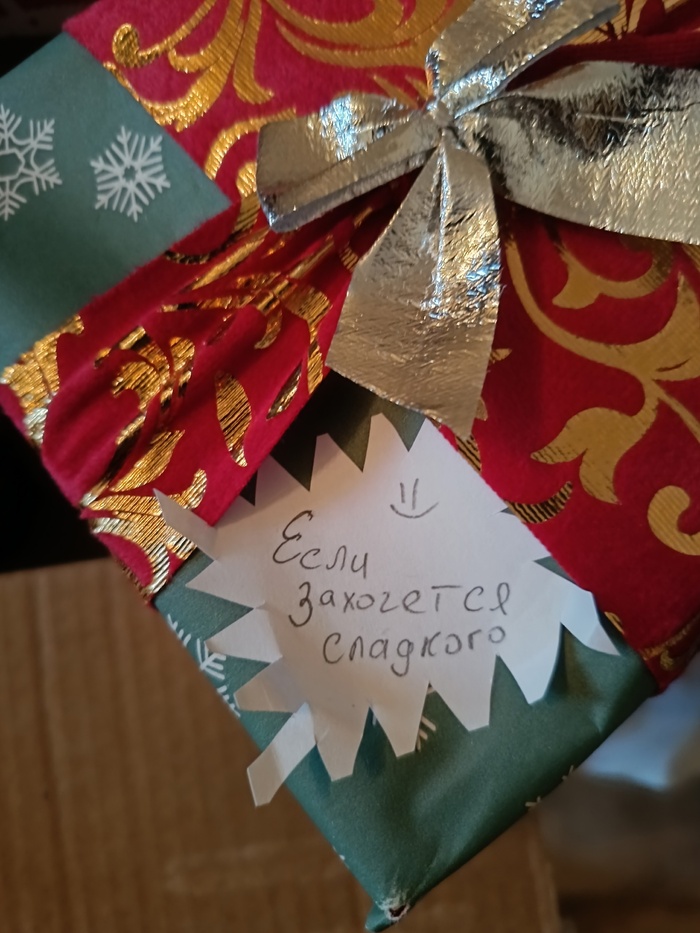 Если
захочется
сладкого